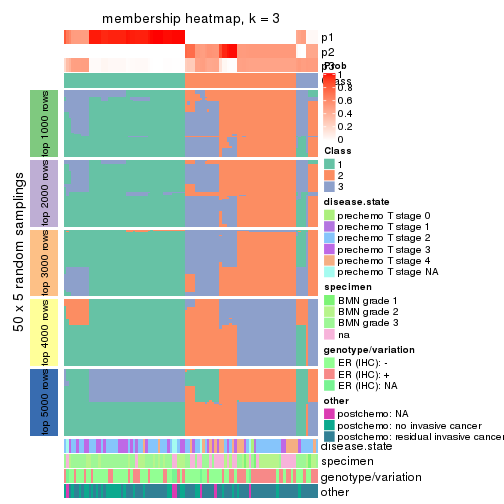 membership heatmap, k = 3
p1
p2
p3
Prob
Class
1
0.8
0.6
0.4
0.2
0
Class
1
2
3
disease.state
prechemo T stage 0
prechemo T stage 1
prechemo T stage 2
prechemo T stage 3
prechemo T stage 4
prechemo T stage NA
specimen
BMN grade 1
BMN grade 2
BMN grade 3
na
genotype/variation
ER (IHC): -
ER (IHC): +
ER (IHC): NA
other
postchemo: NA
postchemo: no invasive cancer
postchemo: residual invasive cancer
50 x 5 random samplings
top 1000 rows
top 2000 rows
top 3000 rows
top 4000 rows
top 5000 rows
disease.state
specimen
genotype/variation
other